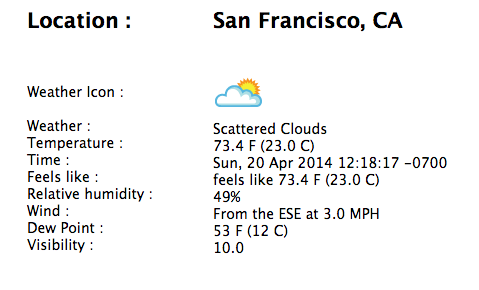 Location : San Francisco, CA
Weather Icon :
Weather : Scattered Clouds
Temperature : 73.4 F (23.0 C)
Time : Sun, 20 Apr 2014 12:18:17 -0700
Feels like : feels like 73.4 F (23.0 C)
Relative humidity : 49%
Wind : From the ESE at 3.0 MPH
Dew Point : 53 F (12 C)
Visibility : 10.0